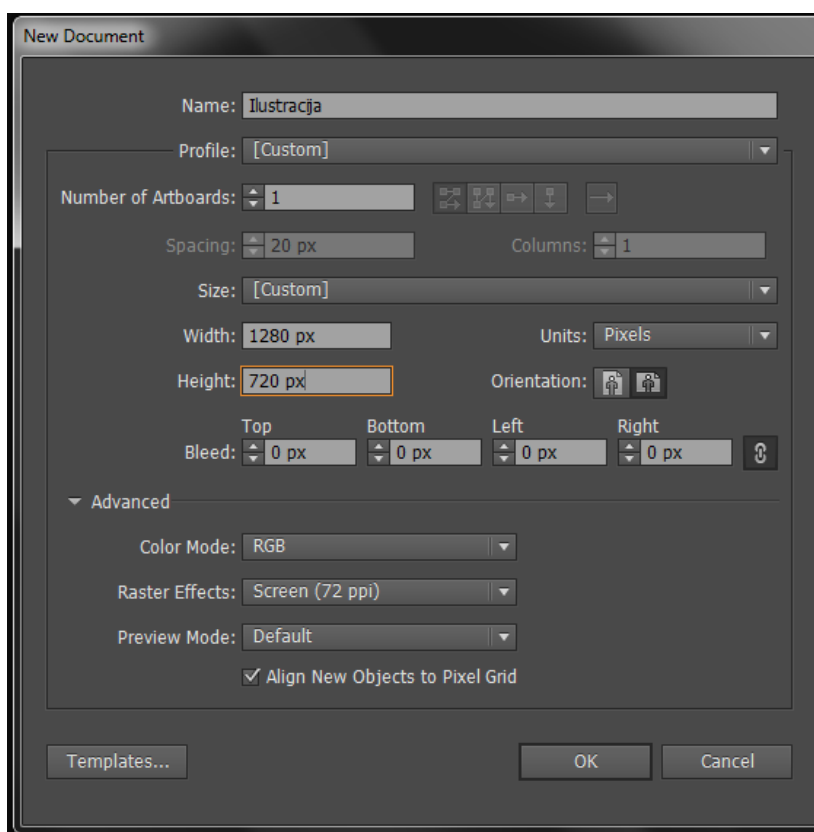 New Document
Name: Ilustracija
Profile: [Custom]
Number of Artboards: 1
Spacing: 20 px Columns: 1
Size: [Custom]
Width: 1280 px Units: Pixels
Height: 720 px Orientation:
Top Bottom Left Right
Bleed: 0 px 0 px 0 px 0 px
Advanced
Color Mode: RGB
Raster Effects: Screen (72 ppi)
Preview Mode: Default
Align New Objects to Pixel Grid
Templates... OK Cancel